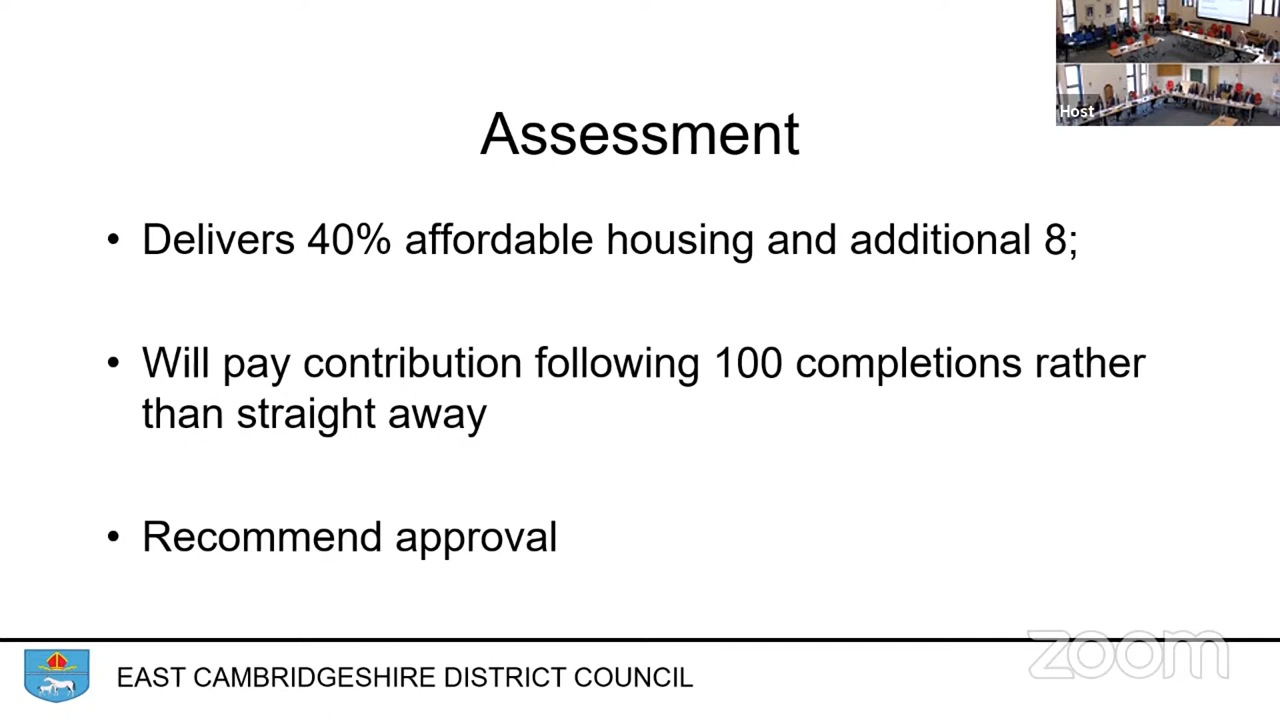 Host
Assessment
• Delivers 40% affordable housing and additional 8;
• Will pay contribution following 100 completions rather
than straight away
• Recommend approval
EAST CAMBRIDGESHIRE DISTRICT COUNCIL
zoom